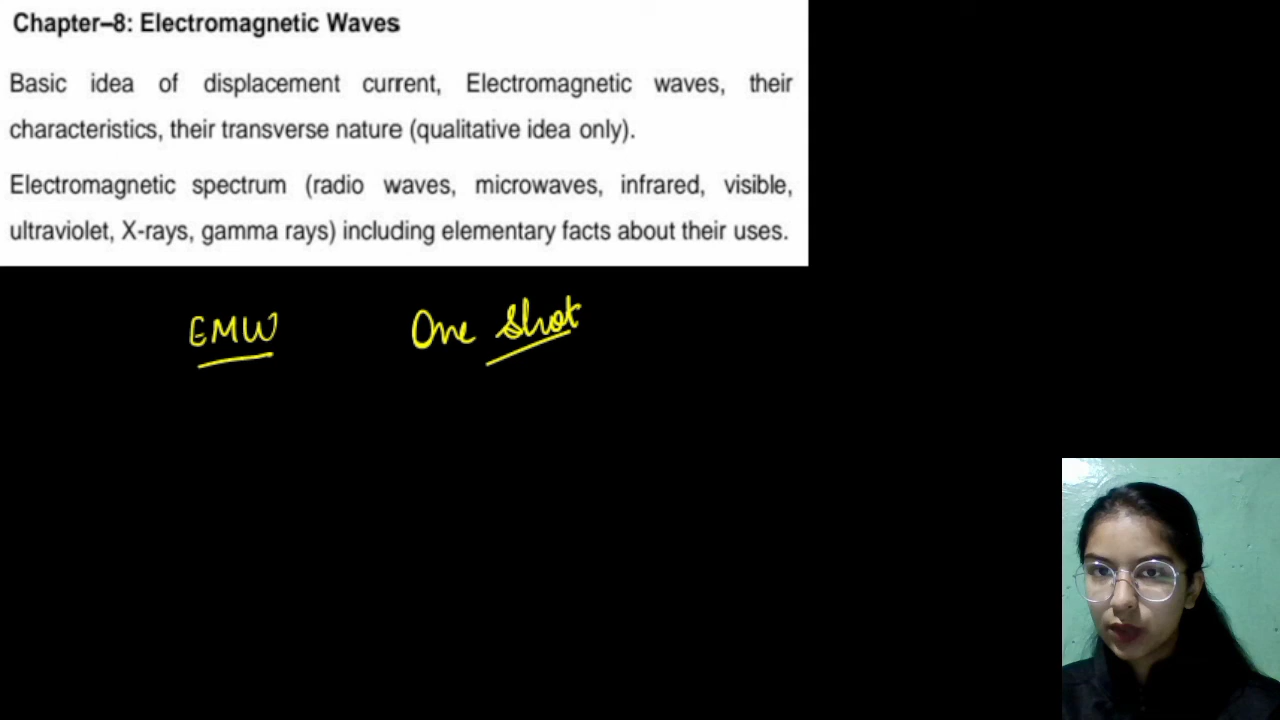 Chapter–8: Electromagnetic Waves
Basic idea of displacement current, Electromagnetic waves, their
characteristics, their transverse nature (qualitative idea only).
Electromagnetic spectrum (radio waves, microwaves, infrared, visible,
ultraviolet, X-rays, gamma rays) including elementary facts about their uses.
EMW One Shot